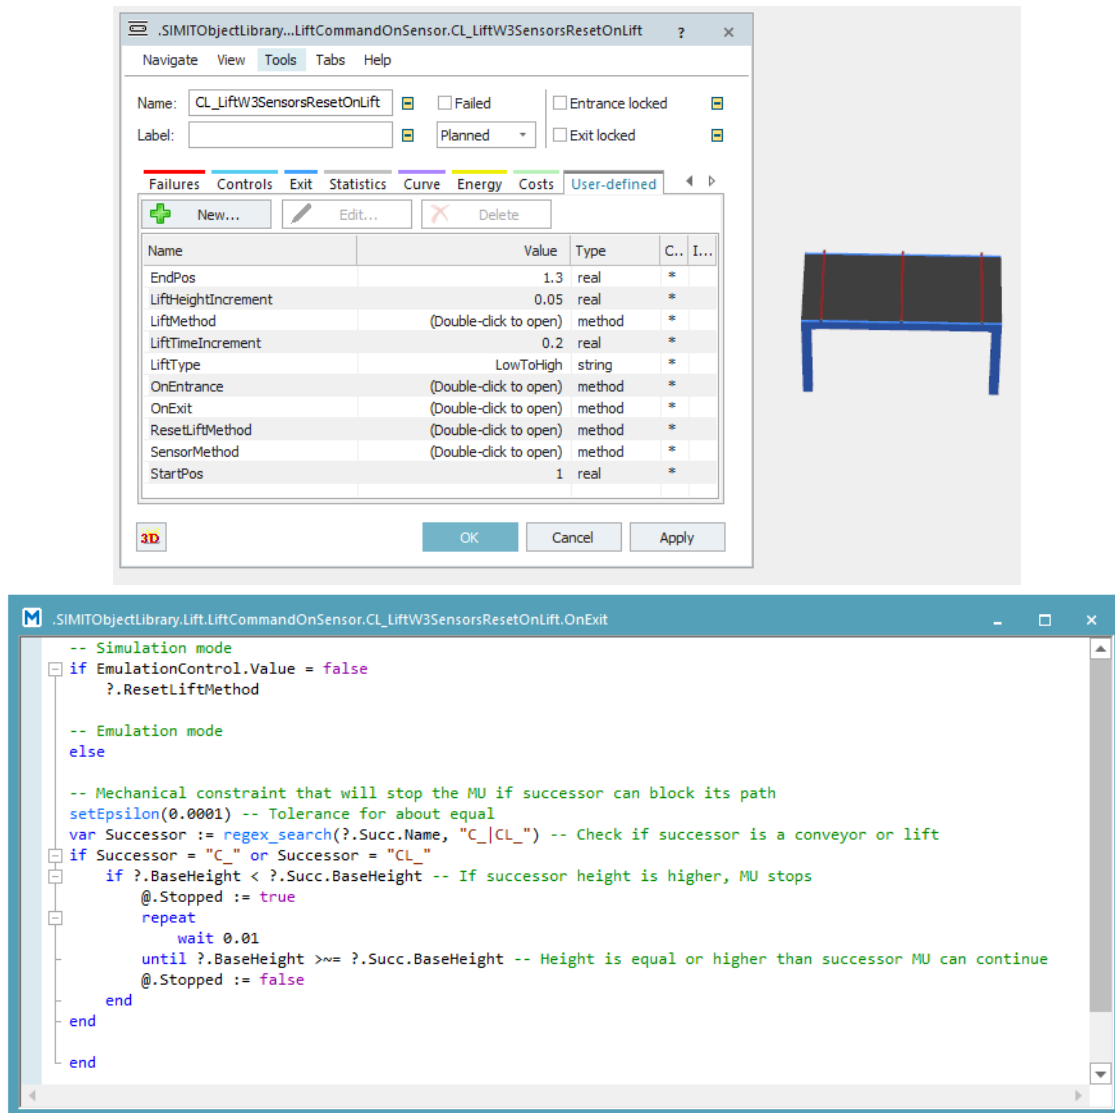 .SIMITObjectLibrary...LiftCommandOnSensor.CL_LiftW3SensorsResetOnLift ? ×
Navigate View Tools Tabs Help
Name: CL_LiftW3SensorsResetOnLift Failed Entrance locked
Label: Planned Exit locked
Failures Controls Exit Statistics Curve Energy Costs User-defined
New... Edit... Delete
Name Value Type C.. I...
EndPos 1.3 real *
LiftHeightIncrement 0.05 real *
LiftMethod (Double-click to open) method *
LiftTimeIncrement 0.2 real *
LiftType LowToHigh string *
OnEntrance (Double-click to open) method *
OnExit (Double-click to open) method *
ResetLiftMethod (Double-click to open) method *
SensorMethod (Double-click to open) method *
StartPos 1 real *
3D OK Cancel Apply
M .SIMITObjectLibrary.Lift.LiftCommandOnSensor.CL_LiftW3SensorsResetOnLift.OnExit
-- Simulation mode
if EmulationControl.Value = false
?.ResetLiftMethod
-- Emulation mode
else
-- Mechanical constraint that will stop the MU if successor can block its path
setEpsilon(0.0001) -- Tolerance for about equal
var Successor := regex_search(?.Succ.Name, "C_|CL_") -- Check if successor is a conveyor or lift
if Successor = "C_" or Successor = "CL_"
if ?.BaseHeight < ?.Succ.BaseHeight -- If successor height is higher, MU stops
@.Stopped := true
repeat
wait 0.01
until ?.BaseHeight >~= ?.Succ.BaseHeight -- Height is equal or higher than successor MU can continue
@.Stopped := false
end
end
end